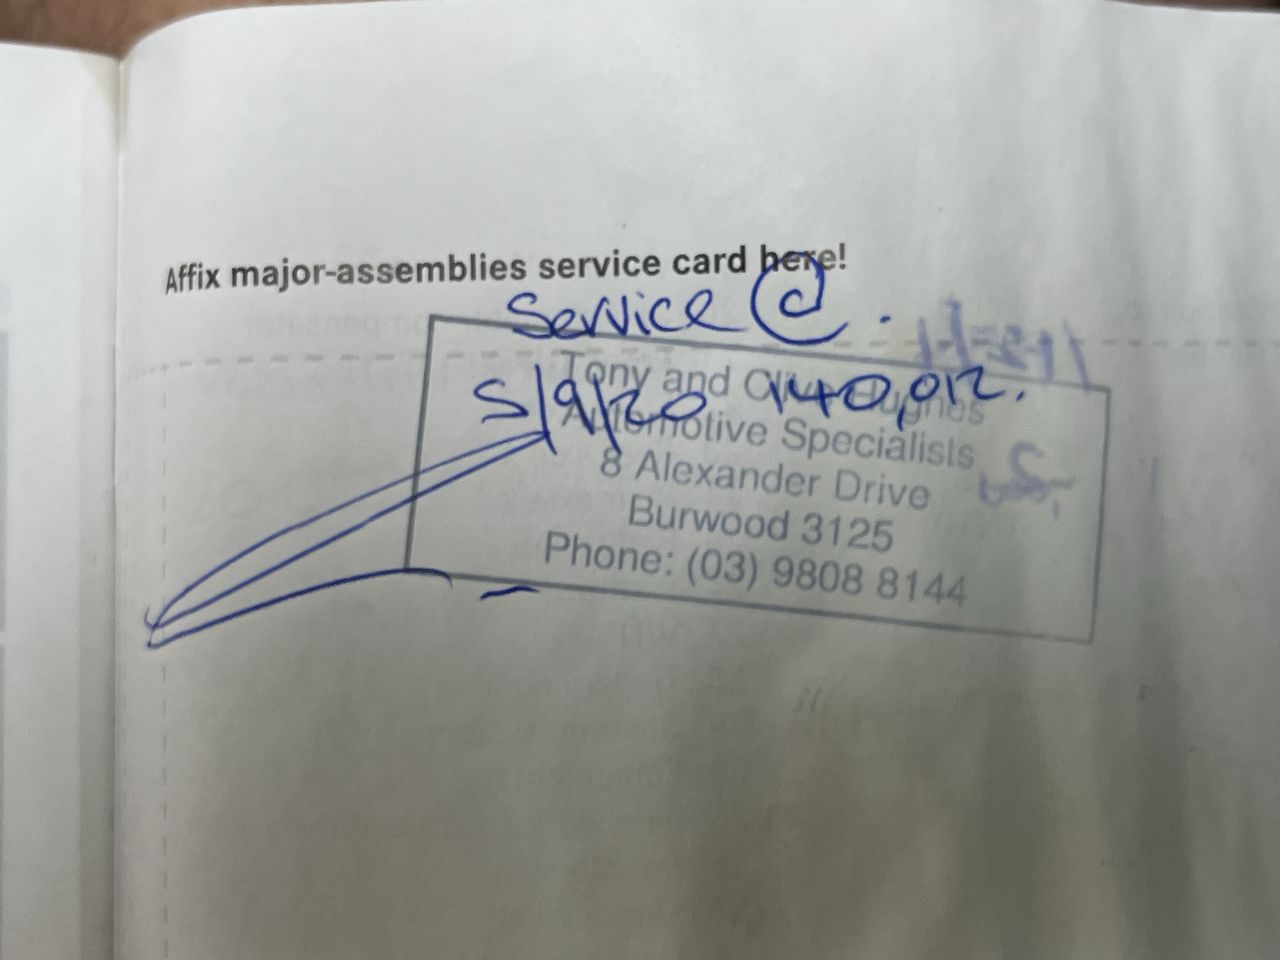 Affix major-assemblies service card here!
Service C.
5/9/20 140,012.
Tony and Hughes
Automotive Specialists
8 Alexander Drive
Burwood 3125
Phone: (03) 9808 8144